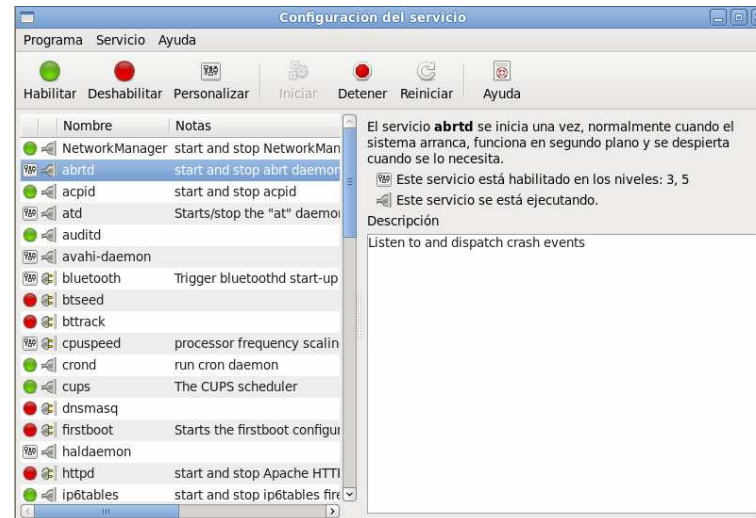 Configuracion del servicio
Programa Servicio Ayuda
Habilitar Deshabilitar Personalizar Iniciar Detener Reiniciar Ayuda
Nombre Notas
NetworkManager start and stop NetworkMan
abrtd start and stop abrt daemon
acpid start and stop acpid
atd Starts/stop the "at" daemo
auditd
avahi-daemon
bluetooth Trigger bluetoothd start-up
btseed
bttrack
cpuspeed processor frequency scalin
crond run cron daemon
cups The CUPS scheduler
dnsmasq
firstboot Starts the firstboot configur
haldaemon
httpd start and stop Apache HTT
ip6tables start and stop ip6tables fire
El servicio abrtd se inicia una vez, normalmente cuando el
sistema arranca, funciona en segundo plano y se despierta
cuando se lo necesita.
Este servicio está habilitado en los niveles: 3, 5
Este servicio se está ejecutando.
Descripción
Listen to and dispatch crash events